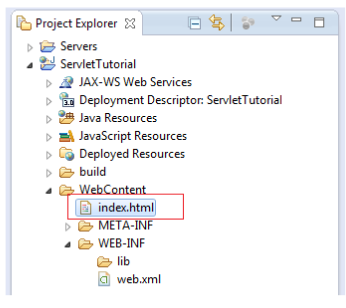 Project Explorer
Servers
ServletTutorial
JAX-WS Web Services
Deployment Descriptor: ServletTutorial
Java Resources
JavaScript Resources
Deployed Resources
build
WebContent
index.html
META-INF
WEB-INF
lib
web.xml